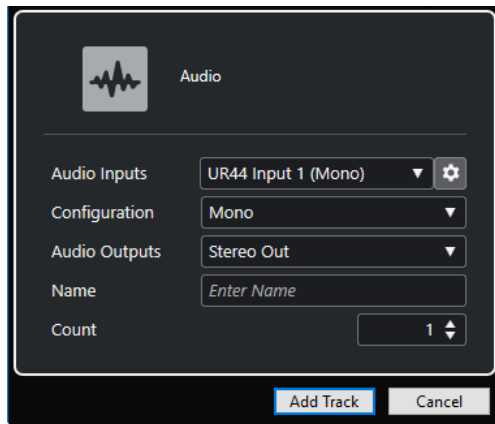 Audio
Audio Inputs UR44 Input 1 (Mono)
Configuration Mono
Audio Outputs Stereo Out
Name Enter Name
Count 1
Add Track Cancel